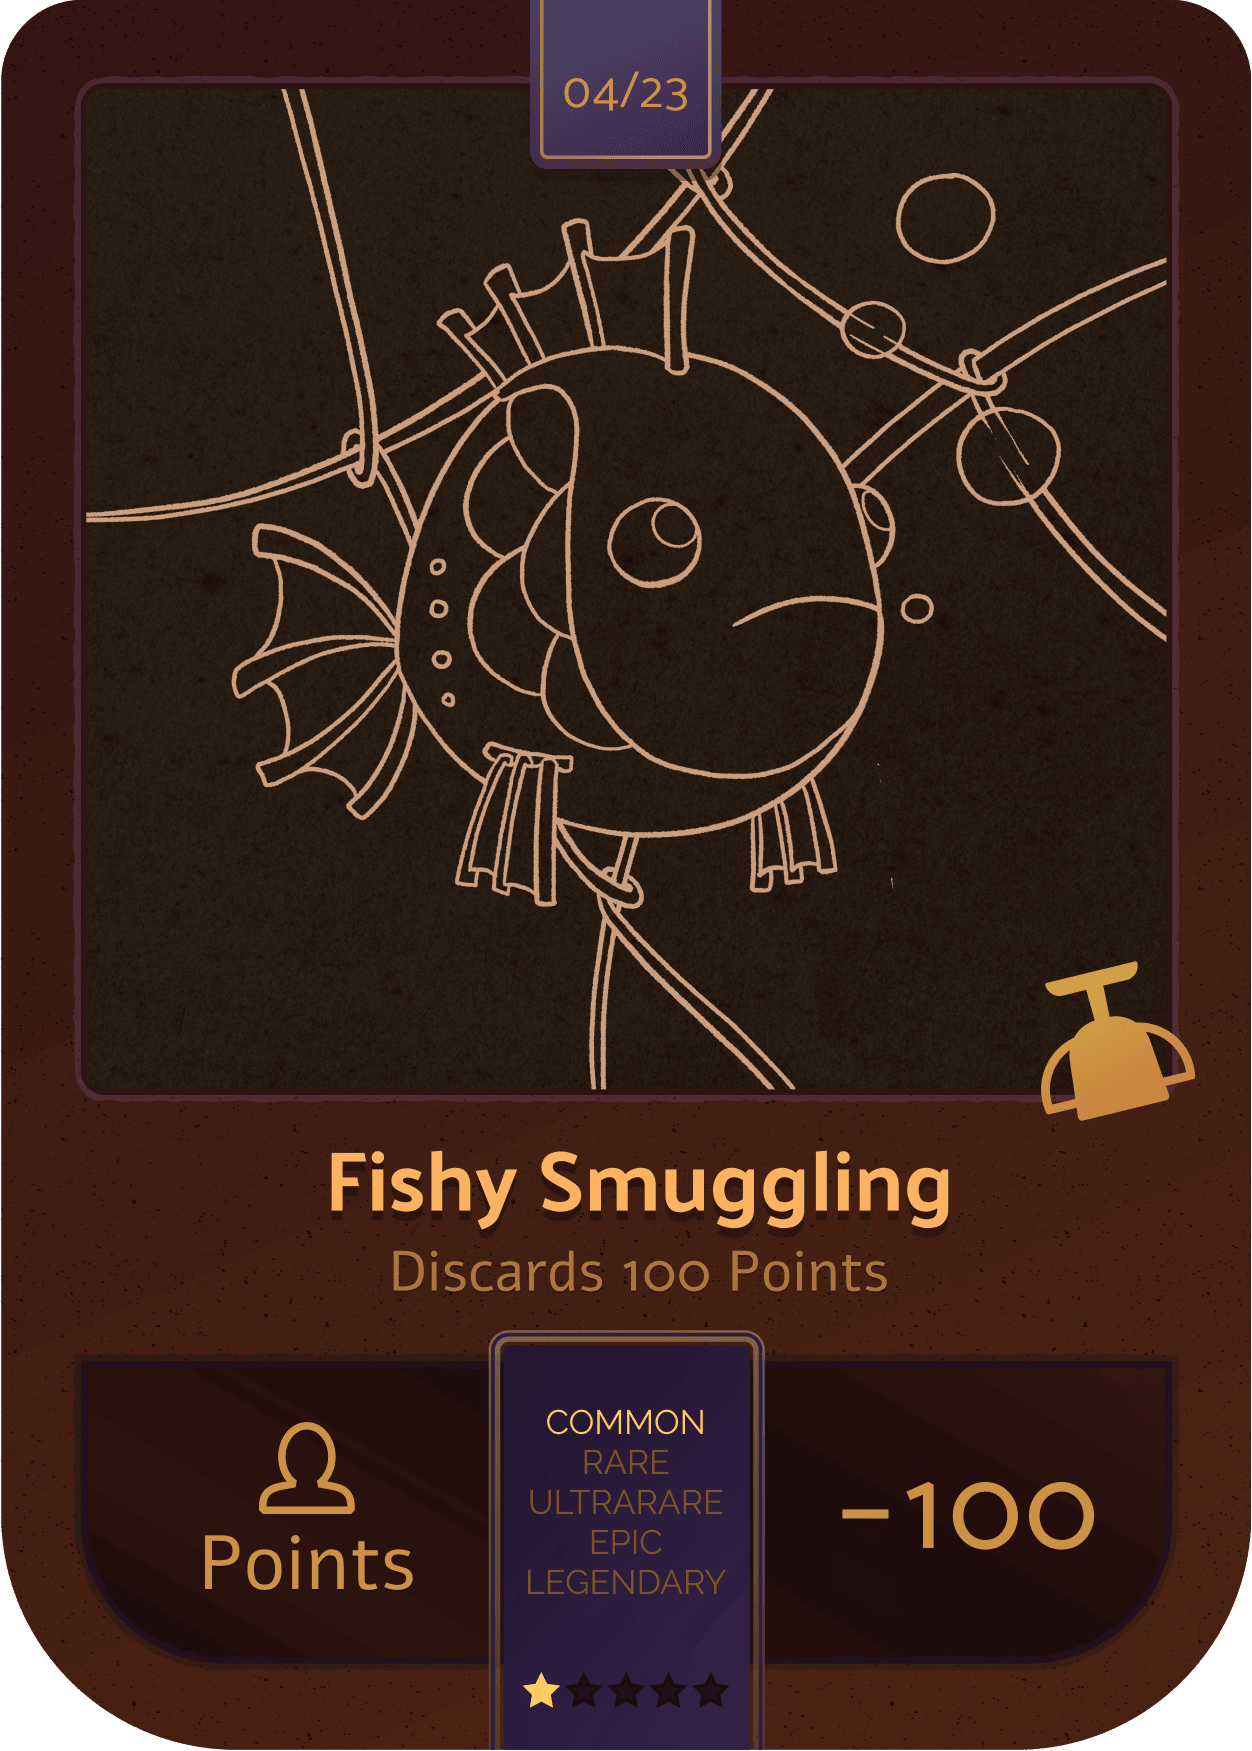 04/23
Fishy Smuggling
Discards 100 Points
COMMON
RARE
ULTRARARE
EPIC
LEGENDARY
Points
-100